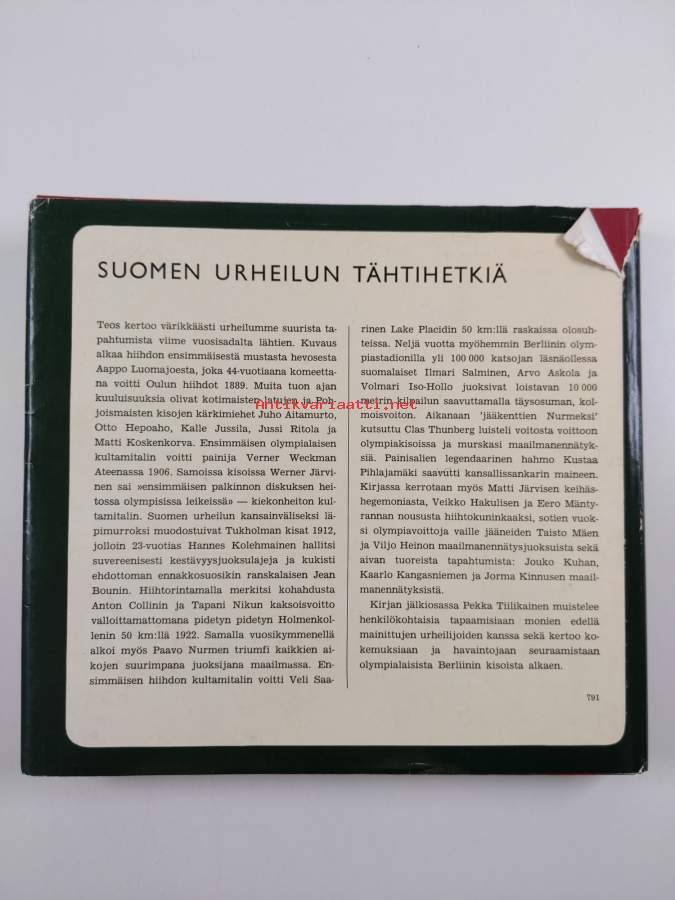 SUOMEN URHEILUN TÄHTIHETKIÄ
Teos kertoo värikkäästi urheilumme suurista ta-
pahtumista viime vuosisadalta lähtien. Kuvaus
alkaa hiihdon ensimmäisestä mustasta hevosesta
Aappo Luomajoesta, joka 44-vuotiaana komeetta-
na voitti Oulun hiihdot 1889. Muita tuon ajan
kuuluisuuksia olivat kotimaisten latujen ja Poh-
joismaisten kisojen kärkimiehet Juho Aitamurto,
Otto Hepoaho, Kalle Jussila, Jussi Ritola ja
Matti Koskenkorva. Ensimmäisen olympialaisen
kultamitalin voitti painija Verner Weckman
Ateenassa 1906. Samoissa kisoissa Werner Järvi-
nen sai »ensimmäisen palkinnon diskuksen hei-
tossa olympisissa leikeissä» — kiekonheiton kul-
tamitalin. Suomen urheilun kansainväliseksi lä-
pimurroksi muodostuivat Tukholman kisat 1912,
jolloin 23-vuotias Hannes Kolehmainen hallitsi
suvereenisesti kestävyysjuoksulajeja ja kukisti
ehdottoman ennakkosuosikin ranskalaisen Jean
Bounin. Hiihtorintamalla merkitsi kohahdusta
Anton Collinin ja Tapani Nikun kaksoisvoitto
valloittamattomana pidetyn pidetyn Holmenkol-
lenin 50 km:llä 1922. Samalla vuosikymmenellä
alkoi myös Paavo Nurmen triumfi kaikkien ai-
kojen suurimpana juoksijana maailmassa. En-
simmäisen hiihdon kultamitalin voitti Veli Saa-
rinen Lake Placidin 50 km:llä raskaissa olosuh-
teissa. Neljä vuotta myöhemmin Berliinin olym-
piastadionilla yli 100 000 katsojan läsnäollessa
suomalaiset Ilmari Salminen, Arvo Askola ja
Volmari Iso-Hollo juoksivat loistavan 10 000
metrin kilpailun saavuttamalla täysosuman, kol-
moisvoiton. Aikanaan 'jääkenttien Nurmeksi'
kutsuttu Clas Thunberg luisteli voitosta voittoon
olympiakisoissa ja murskasi maailmanennätyk-
siä. Painisalien legendaarinen hahmo Kustaa
Pihlajamäki saavutti kansallissankarin maineen.
Kirjassa kerrotaan myös Matti Järvisen keihäs-
hegemoniasta, Veikko Hakulisen ja Eero Mänty-
rannan noususta hiihtokuninkaaksi, sotien vuok-
si olympiavoittoja vaille jääneiden Taisto Mäen
ja Viljo Heinon maailmanennätysjuoksuista sekä
aivan tuoreista tapahtumista: Jouko Kuhan,
Kaarlo Kangasniemen ja Jorma Kinnusen maail-
manennätyksistä.
Kirjan jälkiosassa Pekka Tiilikainen muistelee
henkilökohtaisia tapaamisiaan monien edellä
mainittujen urheilijoiden kanssa sekä kertoo ko-
kemuksiaan ja havaintojaan seuraamistaan
olympialaisista Berliinin kisoista alkaen.
791
Antikvariaatti.net